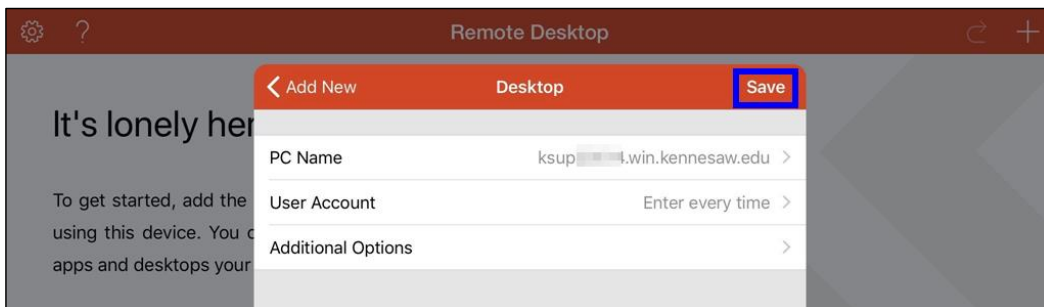 Remote Desktop
Add New Desktop Save
It's lonely her
PC Name ksup 4.win.kennesaw.edu
User Account Enter every time
Additional Options
To get started, add the
using this device. You c
apps and desktops your